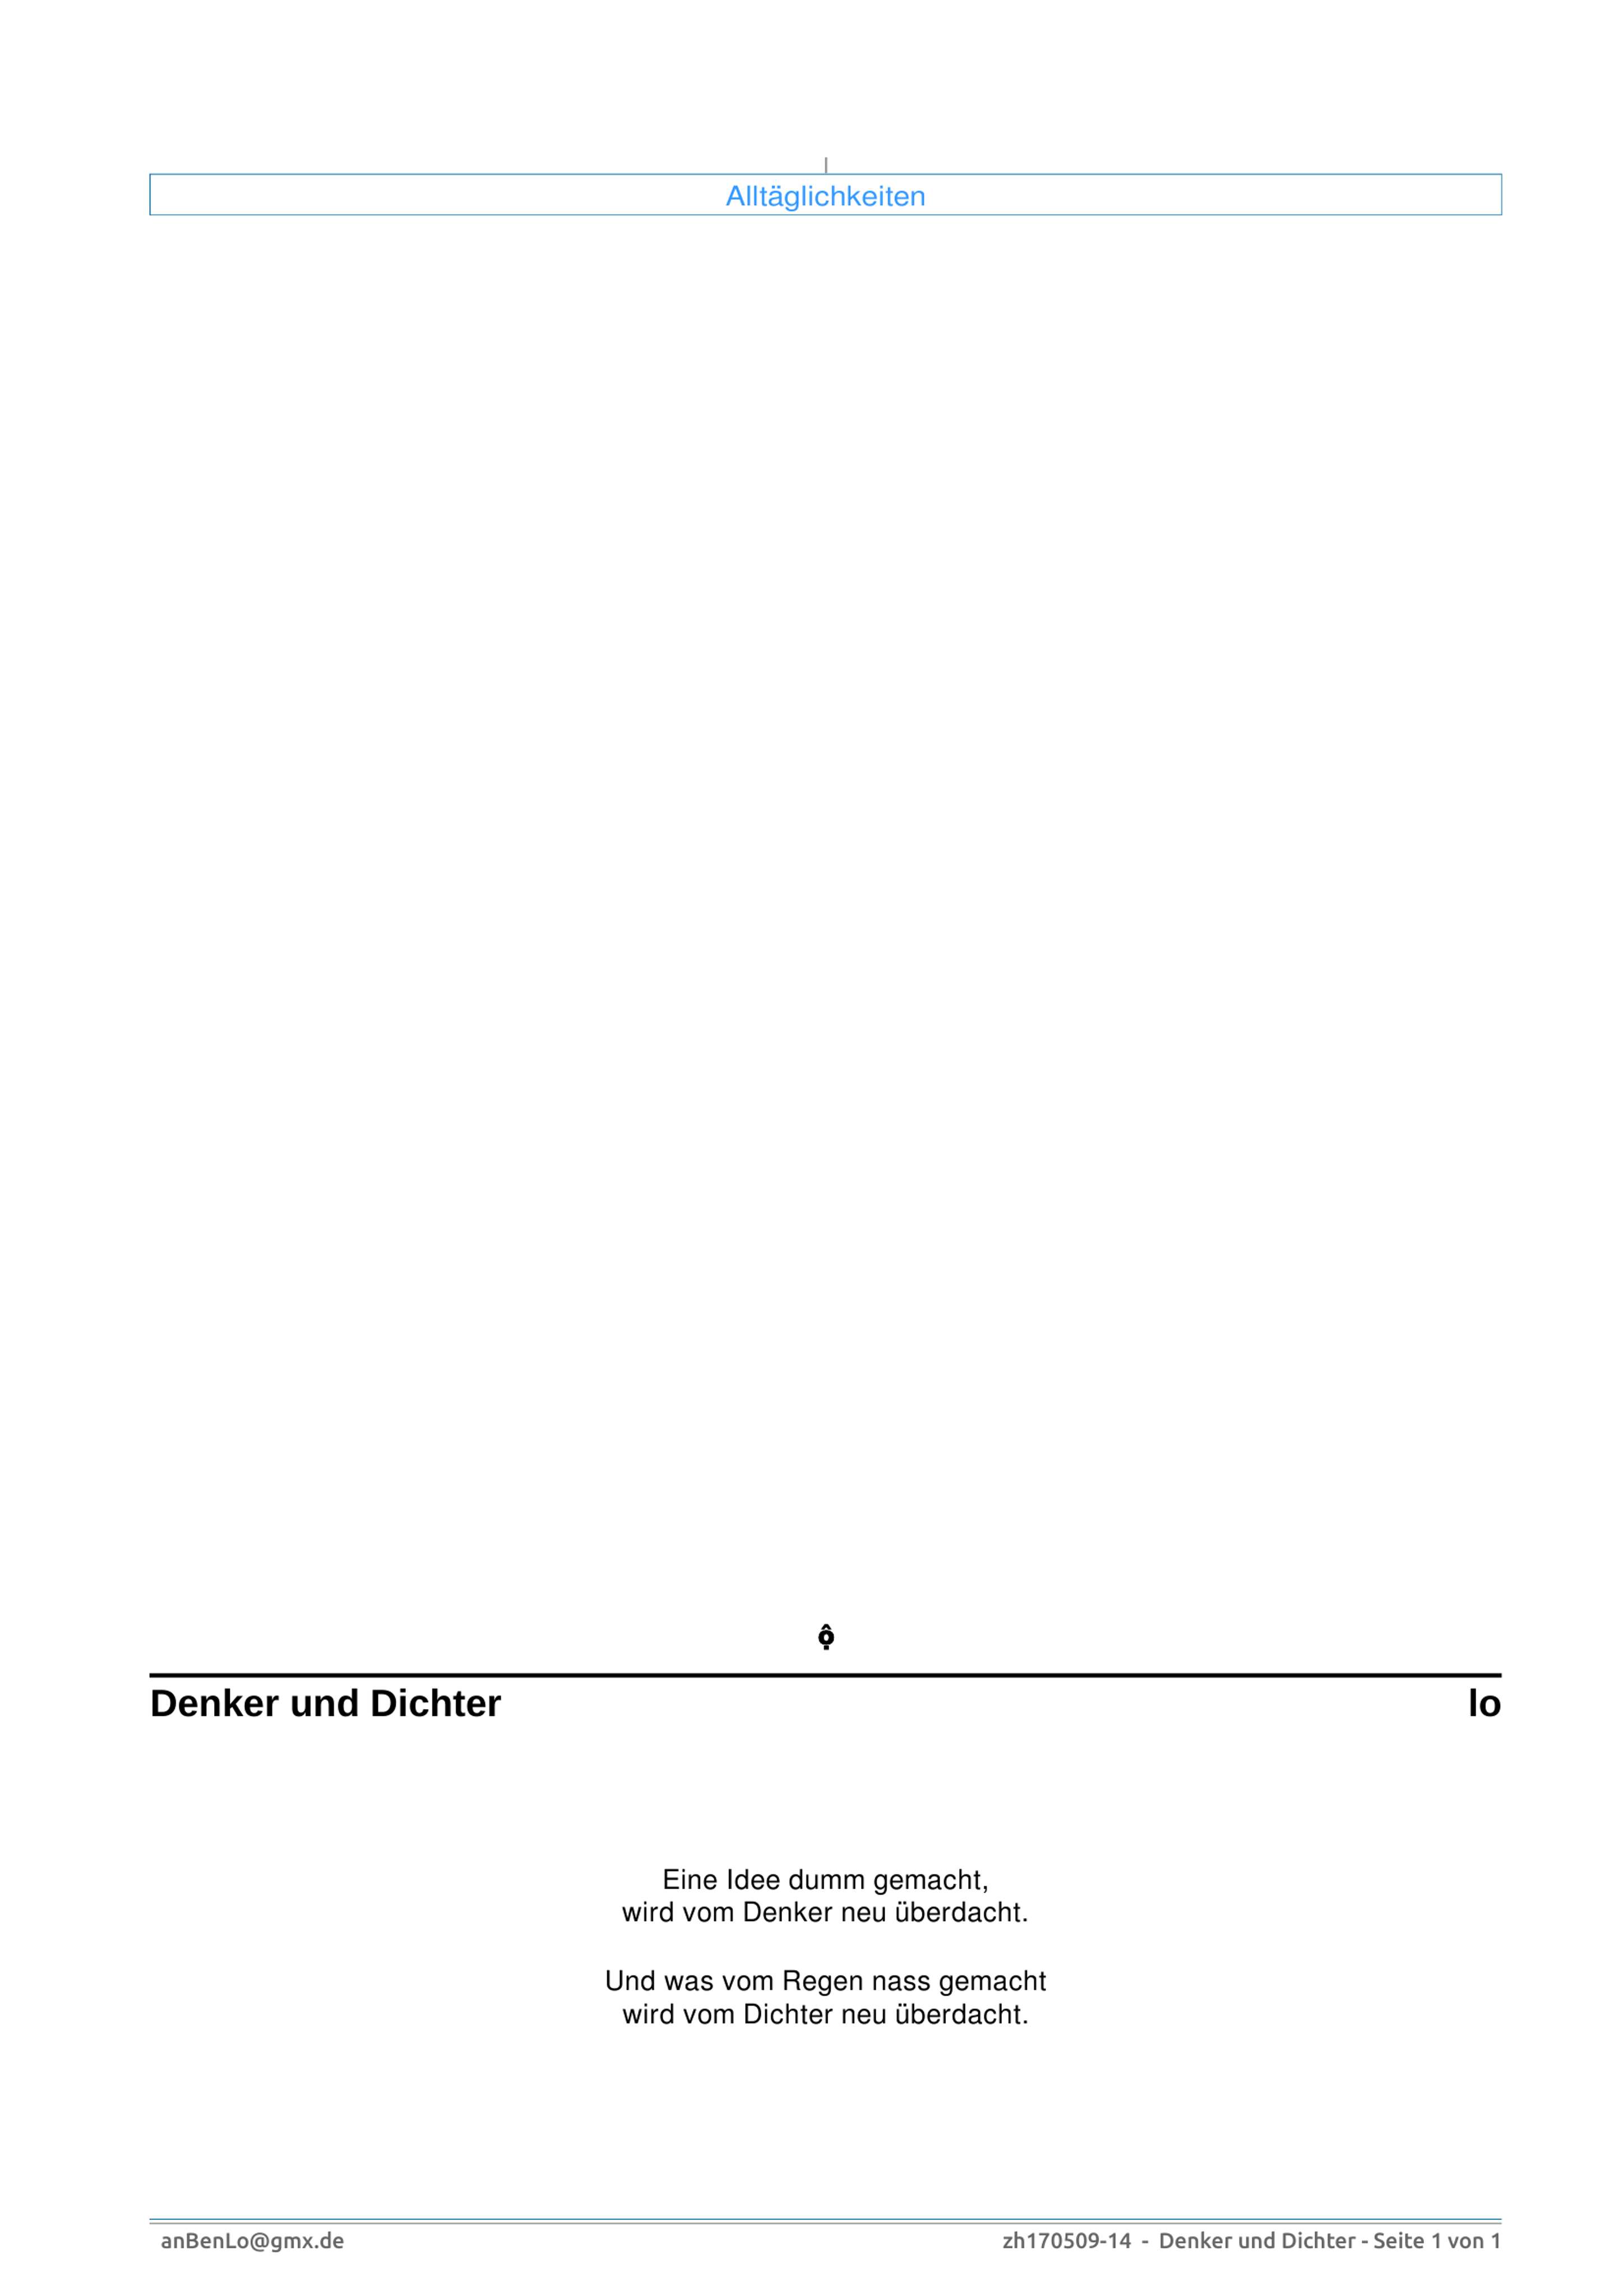 Alltäglichkeiten
ộ
Denker und Dichter lo
Eine Idee dumm gemacht,
wird vom Denker neu überdacht.
Und was vom Regen nass gemacht
wird vom Dichter neu überdacht.
anBenLo@gmx.de zh170509-14 - Denker und Dichter - Seite 1 von 1